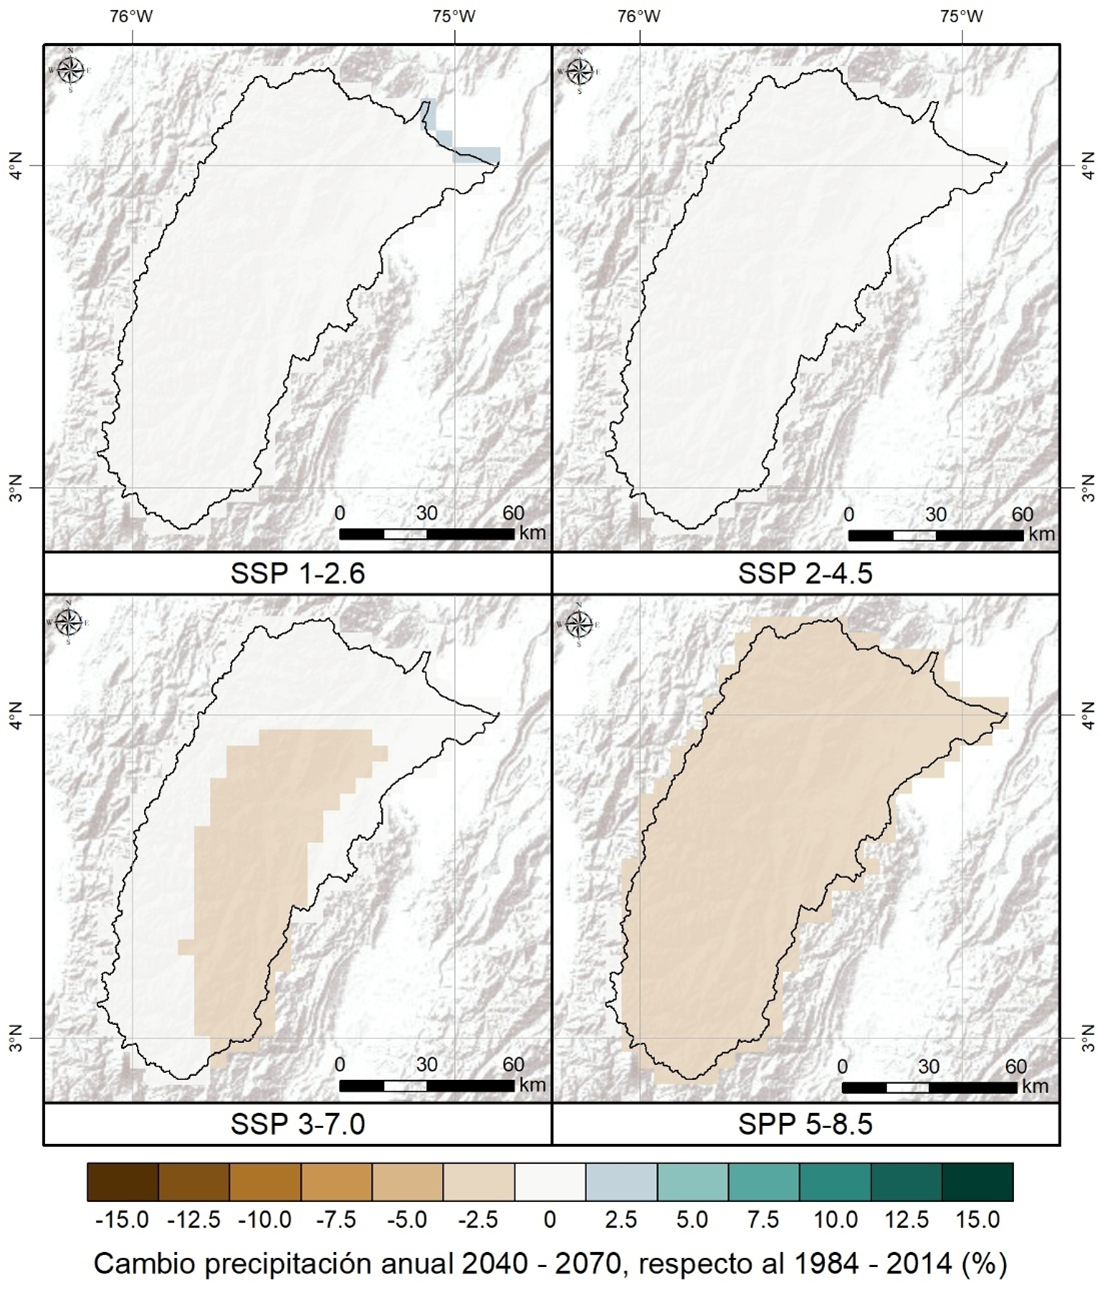 76°W 75°W 76°W 75°W
N
W E
S
N
W E
S
4°N 4°N
3°N 3°N
0 30 60
km
0 30 60
km
SSP 1-2.6 SSP 2-4.5
N
W E
S
N
W E
S
4°N 4°N
3°N 3°N
0 30 60
km
0 30 60
km
SSP 3-7.0 SPP 5-8.5
-15.0 -12.5 -10.0 -7.5 -5.0 -2.5 0 2.5 5.0 7.5 10.0 12.5 15.0
Cambio precipitación anual 2040 - 2070, respecto al 1984 - 2014 (%)